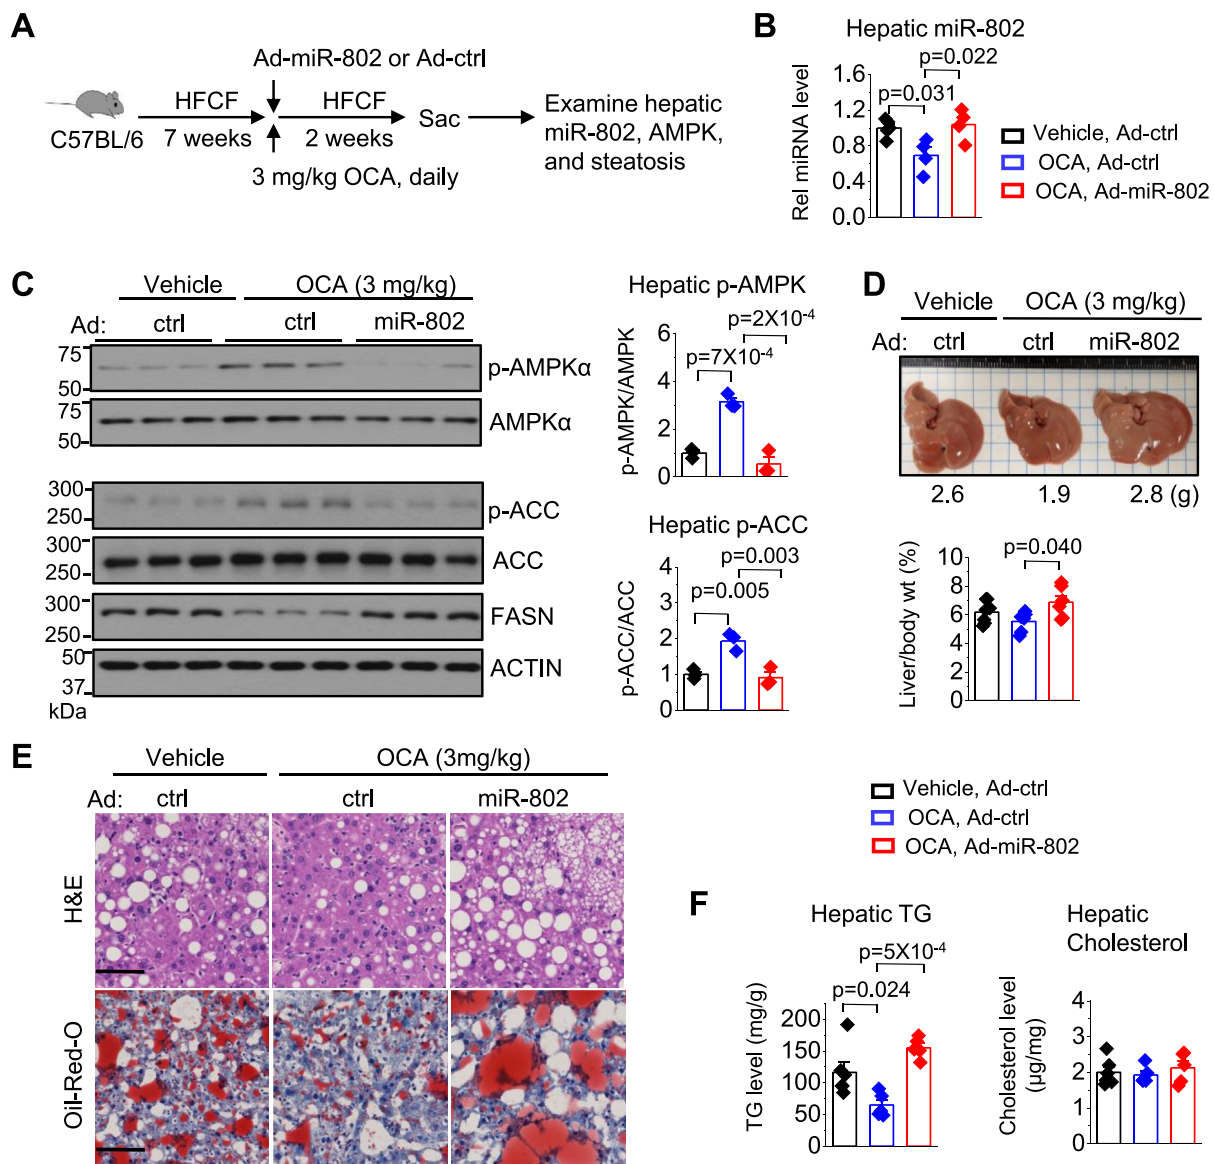 A
Ad-miR-802 or Ad-ctrl
HFCF
HFCF
C57BL/6
7 weeks
2 weeks
Sac
Examine hepatic
miR-802, AMPK,
and steatosis
3 mg/kg OCA, daily
B
Hepatic miR-802
p=0.022
p=0.031
Rel miRNA level
1.6
1.2
0.8
0.4
0.0
Vehicle, Ad-ctrl
OCA, Ad-ctrl
OCA, Ad-miR-802
C
Vehicle
OCA (3 mg/kg)
Ad:
ctrl
ctrl
miR-802
75
50
p-AMPKα
75
50
AMPKα
300
250
p-ACC
300
250
ACC
300
250
FASN
50
37
ACTIN
kDa
Hepatic p-AMPK
p=2X10-4
p=7X10-4
p-AMPK/AMPK
6
4
2
0
Hepatic p-ACC
p=0.003
p=0.005
p-ACC/ACC
4
3
2
1
0
D
Vehicle
OCA (3 mg/kg)
Ad:
ctrl
ctrl
miR-802
2.6
1.9
2.8 (g)
p=0.040
Liver/body wt (%)
10
8
6
4
2
0
E
Vehicle
OCA (3mg/kg)
Ad:
ctrl
ctrl
miR-802
H&E
Oil-Red-O
Vehicle, Ad-ctrl
OCA, Ad-ctrl
OCA, Ad-miR-802
F
Hepatic TG
p=5X10-4
p=0.024
TG level (mg/g)
200
150
100
50
0
Hepatic
Cholesterol
Cholesterol level
(µg/mg)
4
3
2
1
0